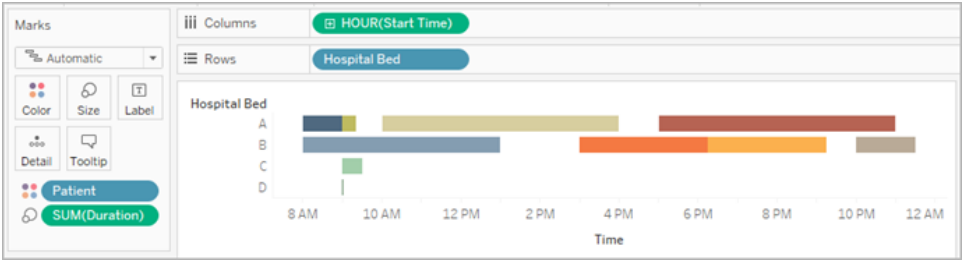 Marks
Automatic
Color
Size
Label
Detail
Tooltip
Patient
SUM(Duration)
Columns
HOUR(Start Time)
Rows
Hospital Bed
Hospital Bed
A
B
C
D
8 AM 10 AM 12 PM 2 PM 4 PM 6 PM 8 PM 10 PM 12 AM
Time